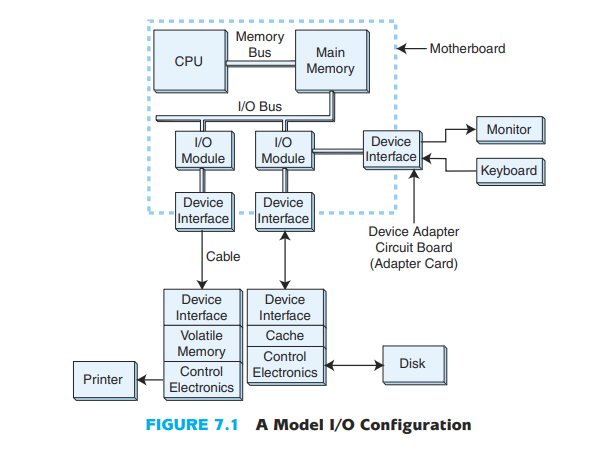 Memory
Bus
CPU
Main
Memory
Motherboard
I/O Bus
I/O
Module
I/O
Module
Device
Interface
Monitor
Keyboard
Device
Interface
Device
Interface
Device Adapter
Circuit Board
(Adapter Card)
Cable
Device
Interface
Volatile
Memory
Control
Electronics
Device
Interface
Cache
Control
Electronics
Printer
Disk
FIGURE 7.1 A Model I/O Configuration